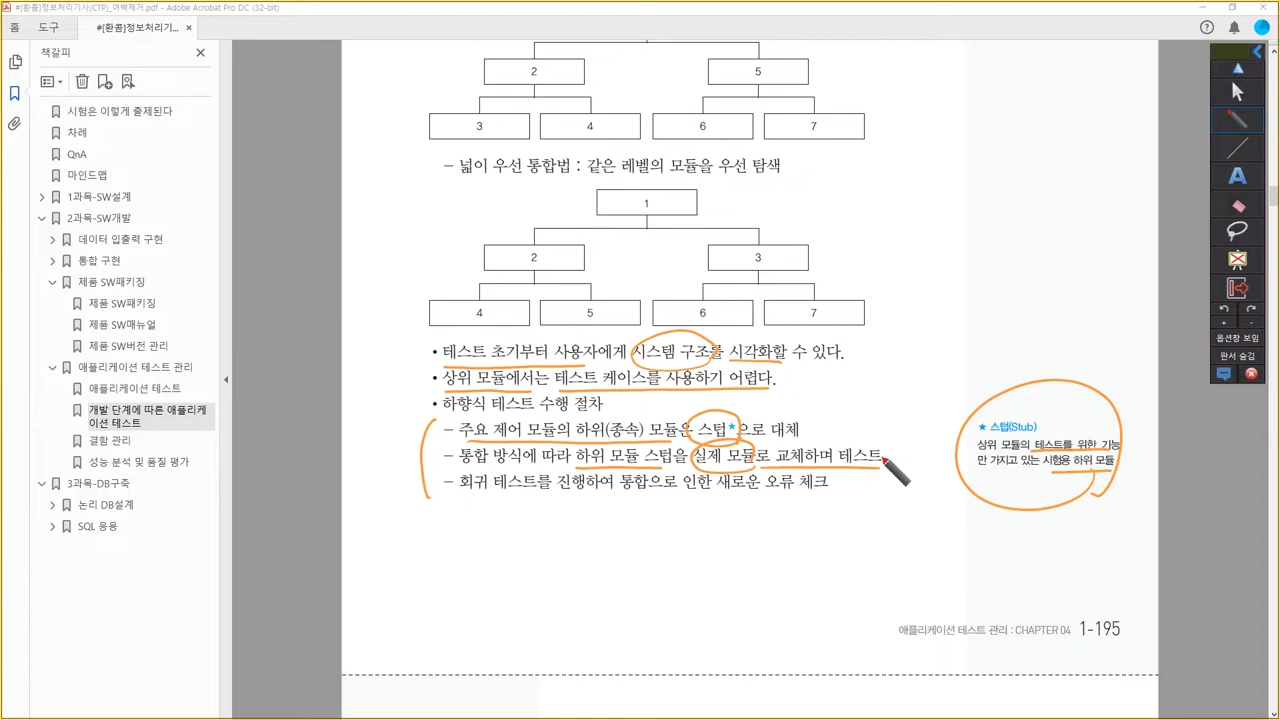 #[환콤]정보처리기사(CTP)_여백제거.pdf - Adobe Acrobat Pro DC (32-bit)
홈
도구
#[환콤]정보처리기...
책갈피
시험은 이렇게 출제된다
차례
QnA
마인드맵
1과목-SW설계
2과목-SW개발
데이터 입출력 구현
통합 구현
제품 SW패키징
제품 SW패키징
제품 SW매뉴얼
제품 SW버전 관리
애플리케이션 테스트 관리
애플리케이션 테스트
개발 단계에 따른 애플리케
이션 테스트
결함 관리
성능 분석 및 품질 평가
3과목-DB구축
논리 DB설계
SQL 응용
2
5
3
4
6
7
– 넓이 우선 통합법 : 같은 레벨의 모듈을 우선 탐색
1
2
3
4
5
6
7
• 테스트 초기부터 사용자에게 시스템 구조를 시각화할 수 있다.
• 상위 모듈에서는 테스트 케이스를 사용하기 어렵다.
• 하향식 테스트 수행 절차
– 주요 제어 모듈의 하위(종속) 모듈은 스텁★으로 대체
– 통합 방식에 따라 하위 모듈 스텁을 실제 모듈로 교체하며 테스트
– 회귀 테스트를 진행하여 통합으로 인한 새로운 오류 체크
★ 스텁(Stub)
상위 모듈의 테스트를 위한 기능
만 가지고 있는 시험용 하위 모듈
애플리케이션 테스트 관리 : CHAPTER 04 1-195
옵션창 보임
판서 숨김